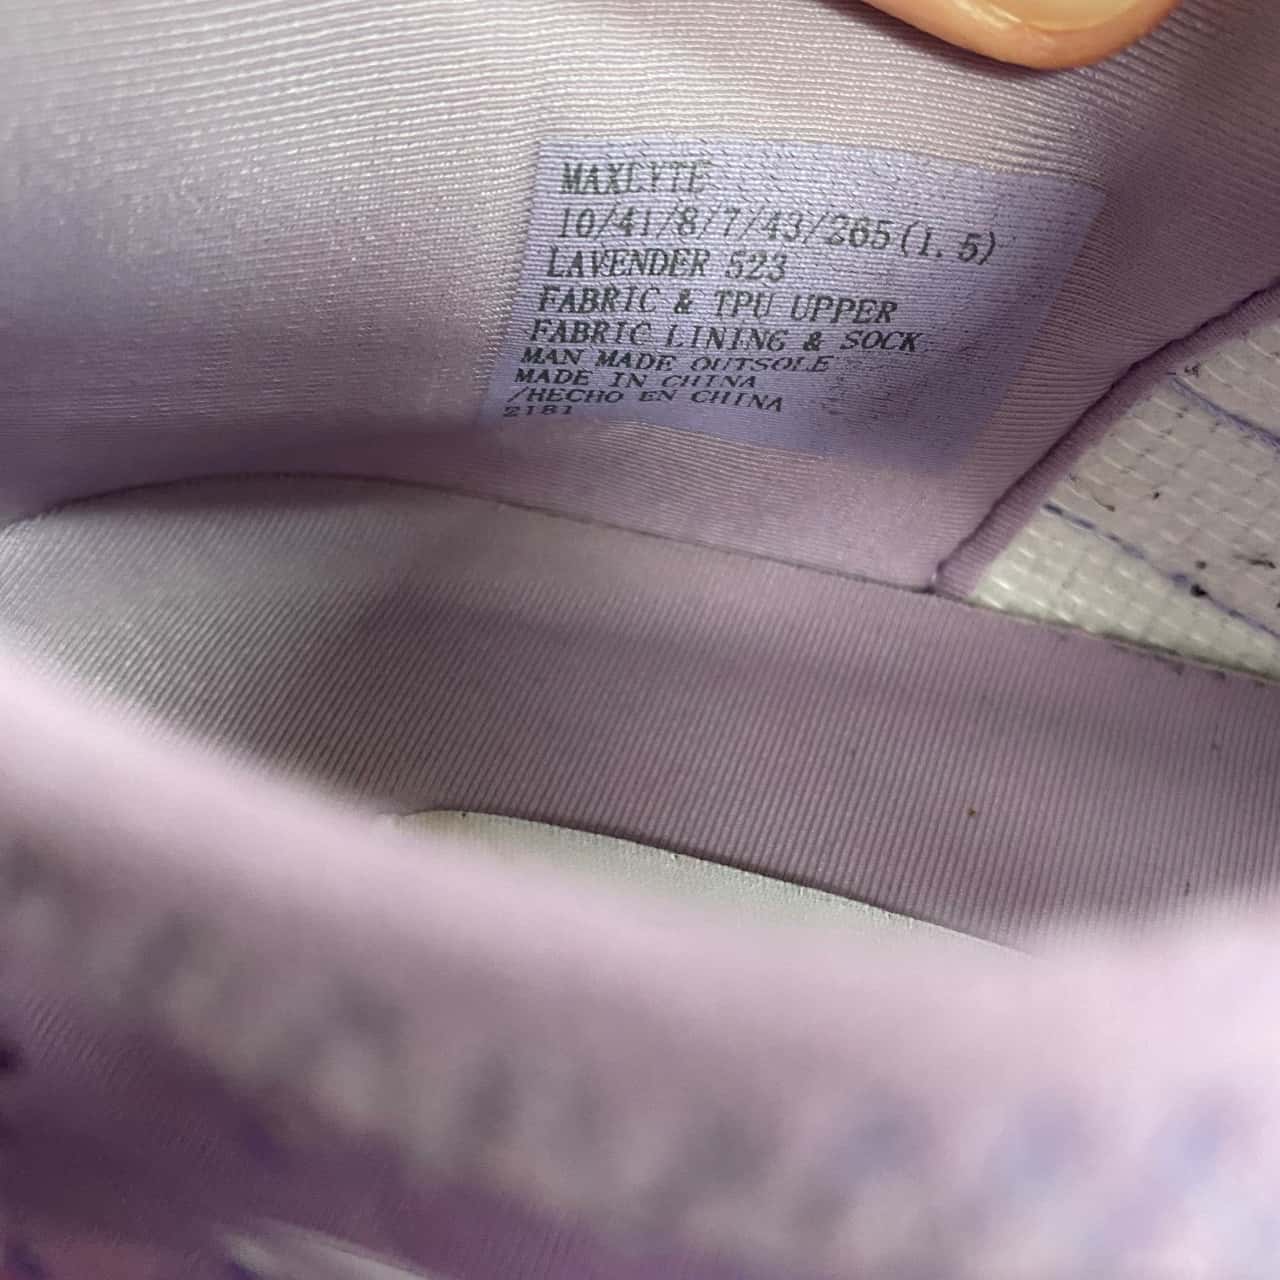 MAXLYTE
10/41/8/7/43/265(1.5)
LAVENDER 523
FABRIC & TPU UPPER
FABRIC LINING & SOCK
MAN MADE OUTSOLE
MADE IN CHINA
/HECHO EN CHINA
2181